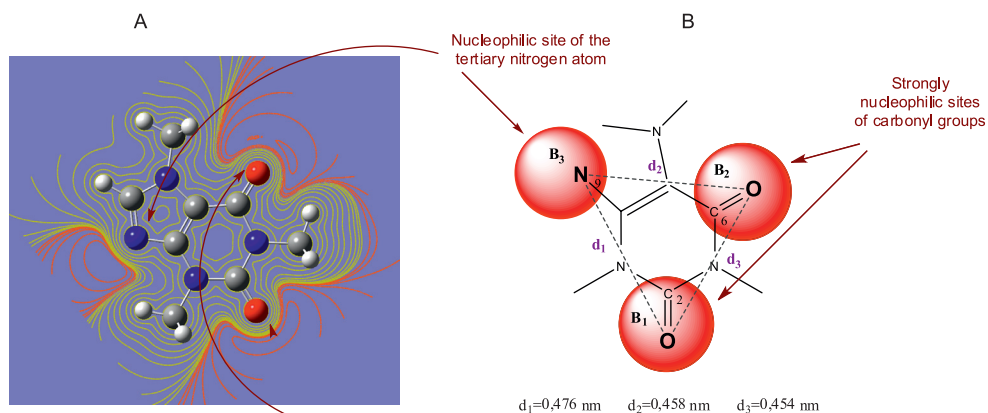 A
B
Nucleophilic site of the
tertiary nitrogen atom
Strongly
nucleophilic sites
of carbonyl groups
N
B₃
N
9
d₂
B₂
O
6
d₁
N
N
d₃
C
C
2
B₁
O
d₁=0,476 nm d₂=0,458 nm d₃=0,454 nm